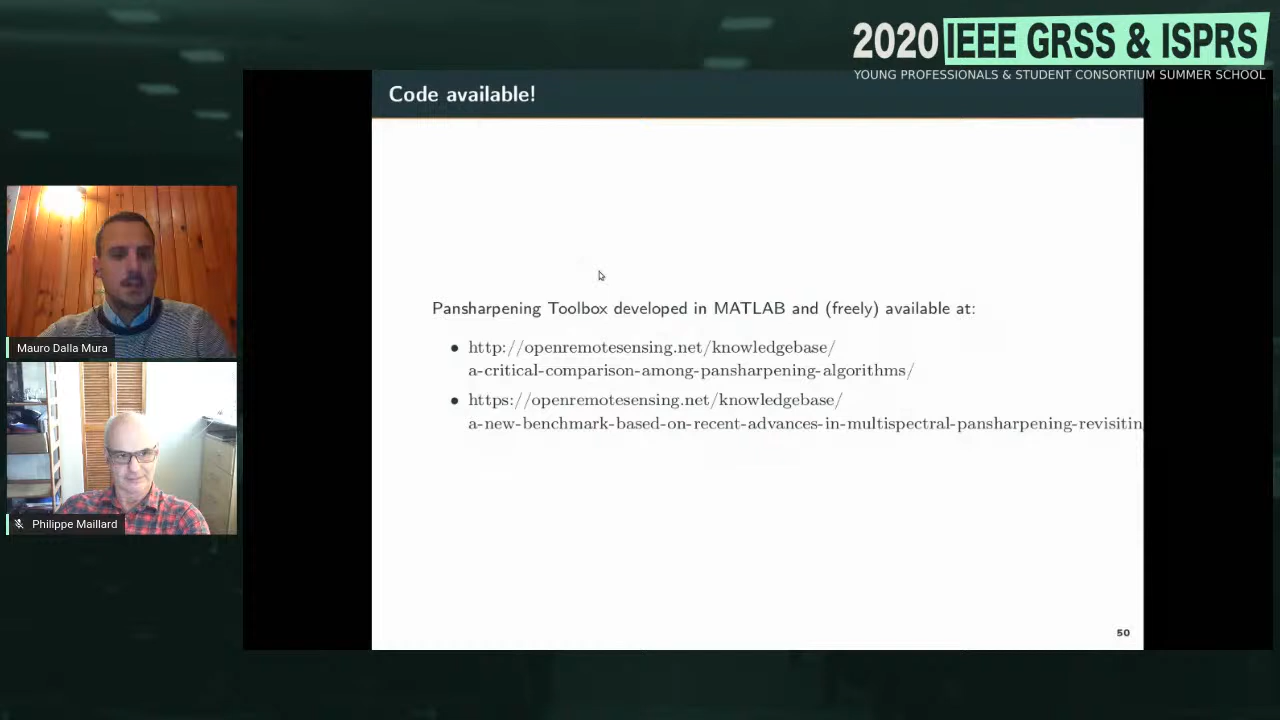 2020 IEEE GRSS & ISPRS
YOUNG PROFESSIONALS & STUDENT CONSORTIUM SUMMER SCHOOL
Code available!
Pansharpening Toolbox developed in MATLAB and (freely) available at:
• http://openremotesensing.net/knowledgebase/
a-critical-comparison-among-pansharpening-algorithms/
• https://openremotesensing.net/knowledgebase/
a-new-benchmark-based-on-recent-advances-in-multispectral-pansharpening-revisitin
50
Mauro Dalla Mura
Philippe Maillard